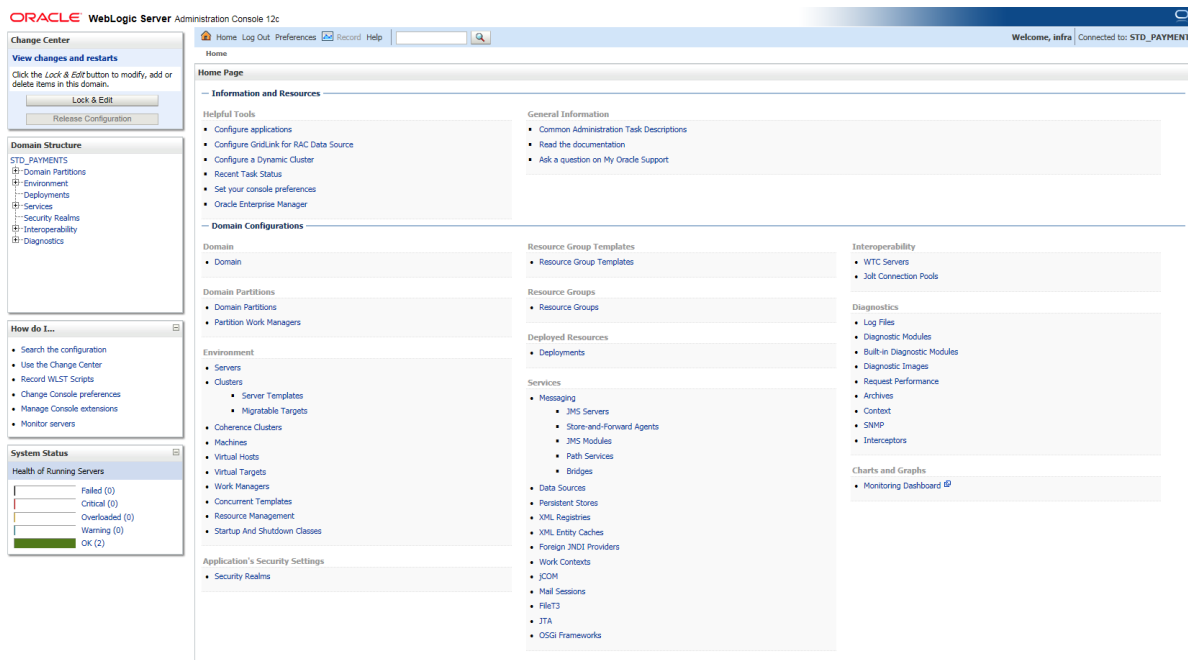 ORACLE WebLogic Server Administration Console 12c
Change Center
View changes and restarts
Click the Lock & Edit button to modify, add or
delete items in this domain.
Lock & Edit
Release Configuration
Domain Structure
STD_PAYMENTS
Domain Partitions
Environment
Deployments
Services
Security Realms
Interoperability
Diagnostics
How do I...
Search the configuration
Use the Change Center
Record WLST Scripts
Change Console preferences
Manage Console extensions
Monitor servers
System Status
Health of Running Servers
Failed (0)
Critical (0)
Overloaded (0)
Warning (0)
OK (2)
Home Log Out Preferences Record Help
Welcome, infra Connected to: STD_PAYMENT
Home
Home Page
Information and Resources
Helpful Tools
Configure applications
Configure GridLink for RAC Data Source
Configure a Dynamic Cluster
Recent Task Status
Set your console preferences
Oracle Enterprise Manager
General Information
Common Administration Task Descriptions
Read the documentation
Ask a question on My Oracle Support
Domain Configurations
Domain
Domain
Domain Partitions
Domain Partitions
Partition Work Managers
Environment
Servers
Clusters
Server Templates
Migratable Targets
Coherence Clusters
Machines
Virtual Hosts
Virtual Targets
Work Managers
Concurrent Templates
Resource Management
Startup And Shutdown Classes
Application's Security Settings
Security Realms
Resource Group Templates
Resource Group Templates
Resource Groups
Resource Groups
Deployed Resources
Deployments
Services
Messaging
JMS Servers
Store-and-Forward Agents
JMS Modules
Path Services
Bridges
Data Sources
Persistent Stores
XML Registries
XML Entity Caches
Foreign JNDI Providers
Work Contexts
jCOM
Mail Sessions
FileT3
JTA
OSGi Frameworks
Interoperability
WTC Servers
Jolt Connection Pools
Diagnostics
Log Files
Diagnostic Modules
Built-in Diagnostic Modules
Diagnostic Images
Request Performance
Archives
Context
SNMP
Interceptors
Charts and Graphs
Monitoring Dashboard